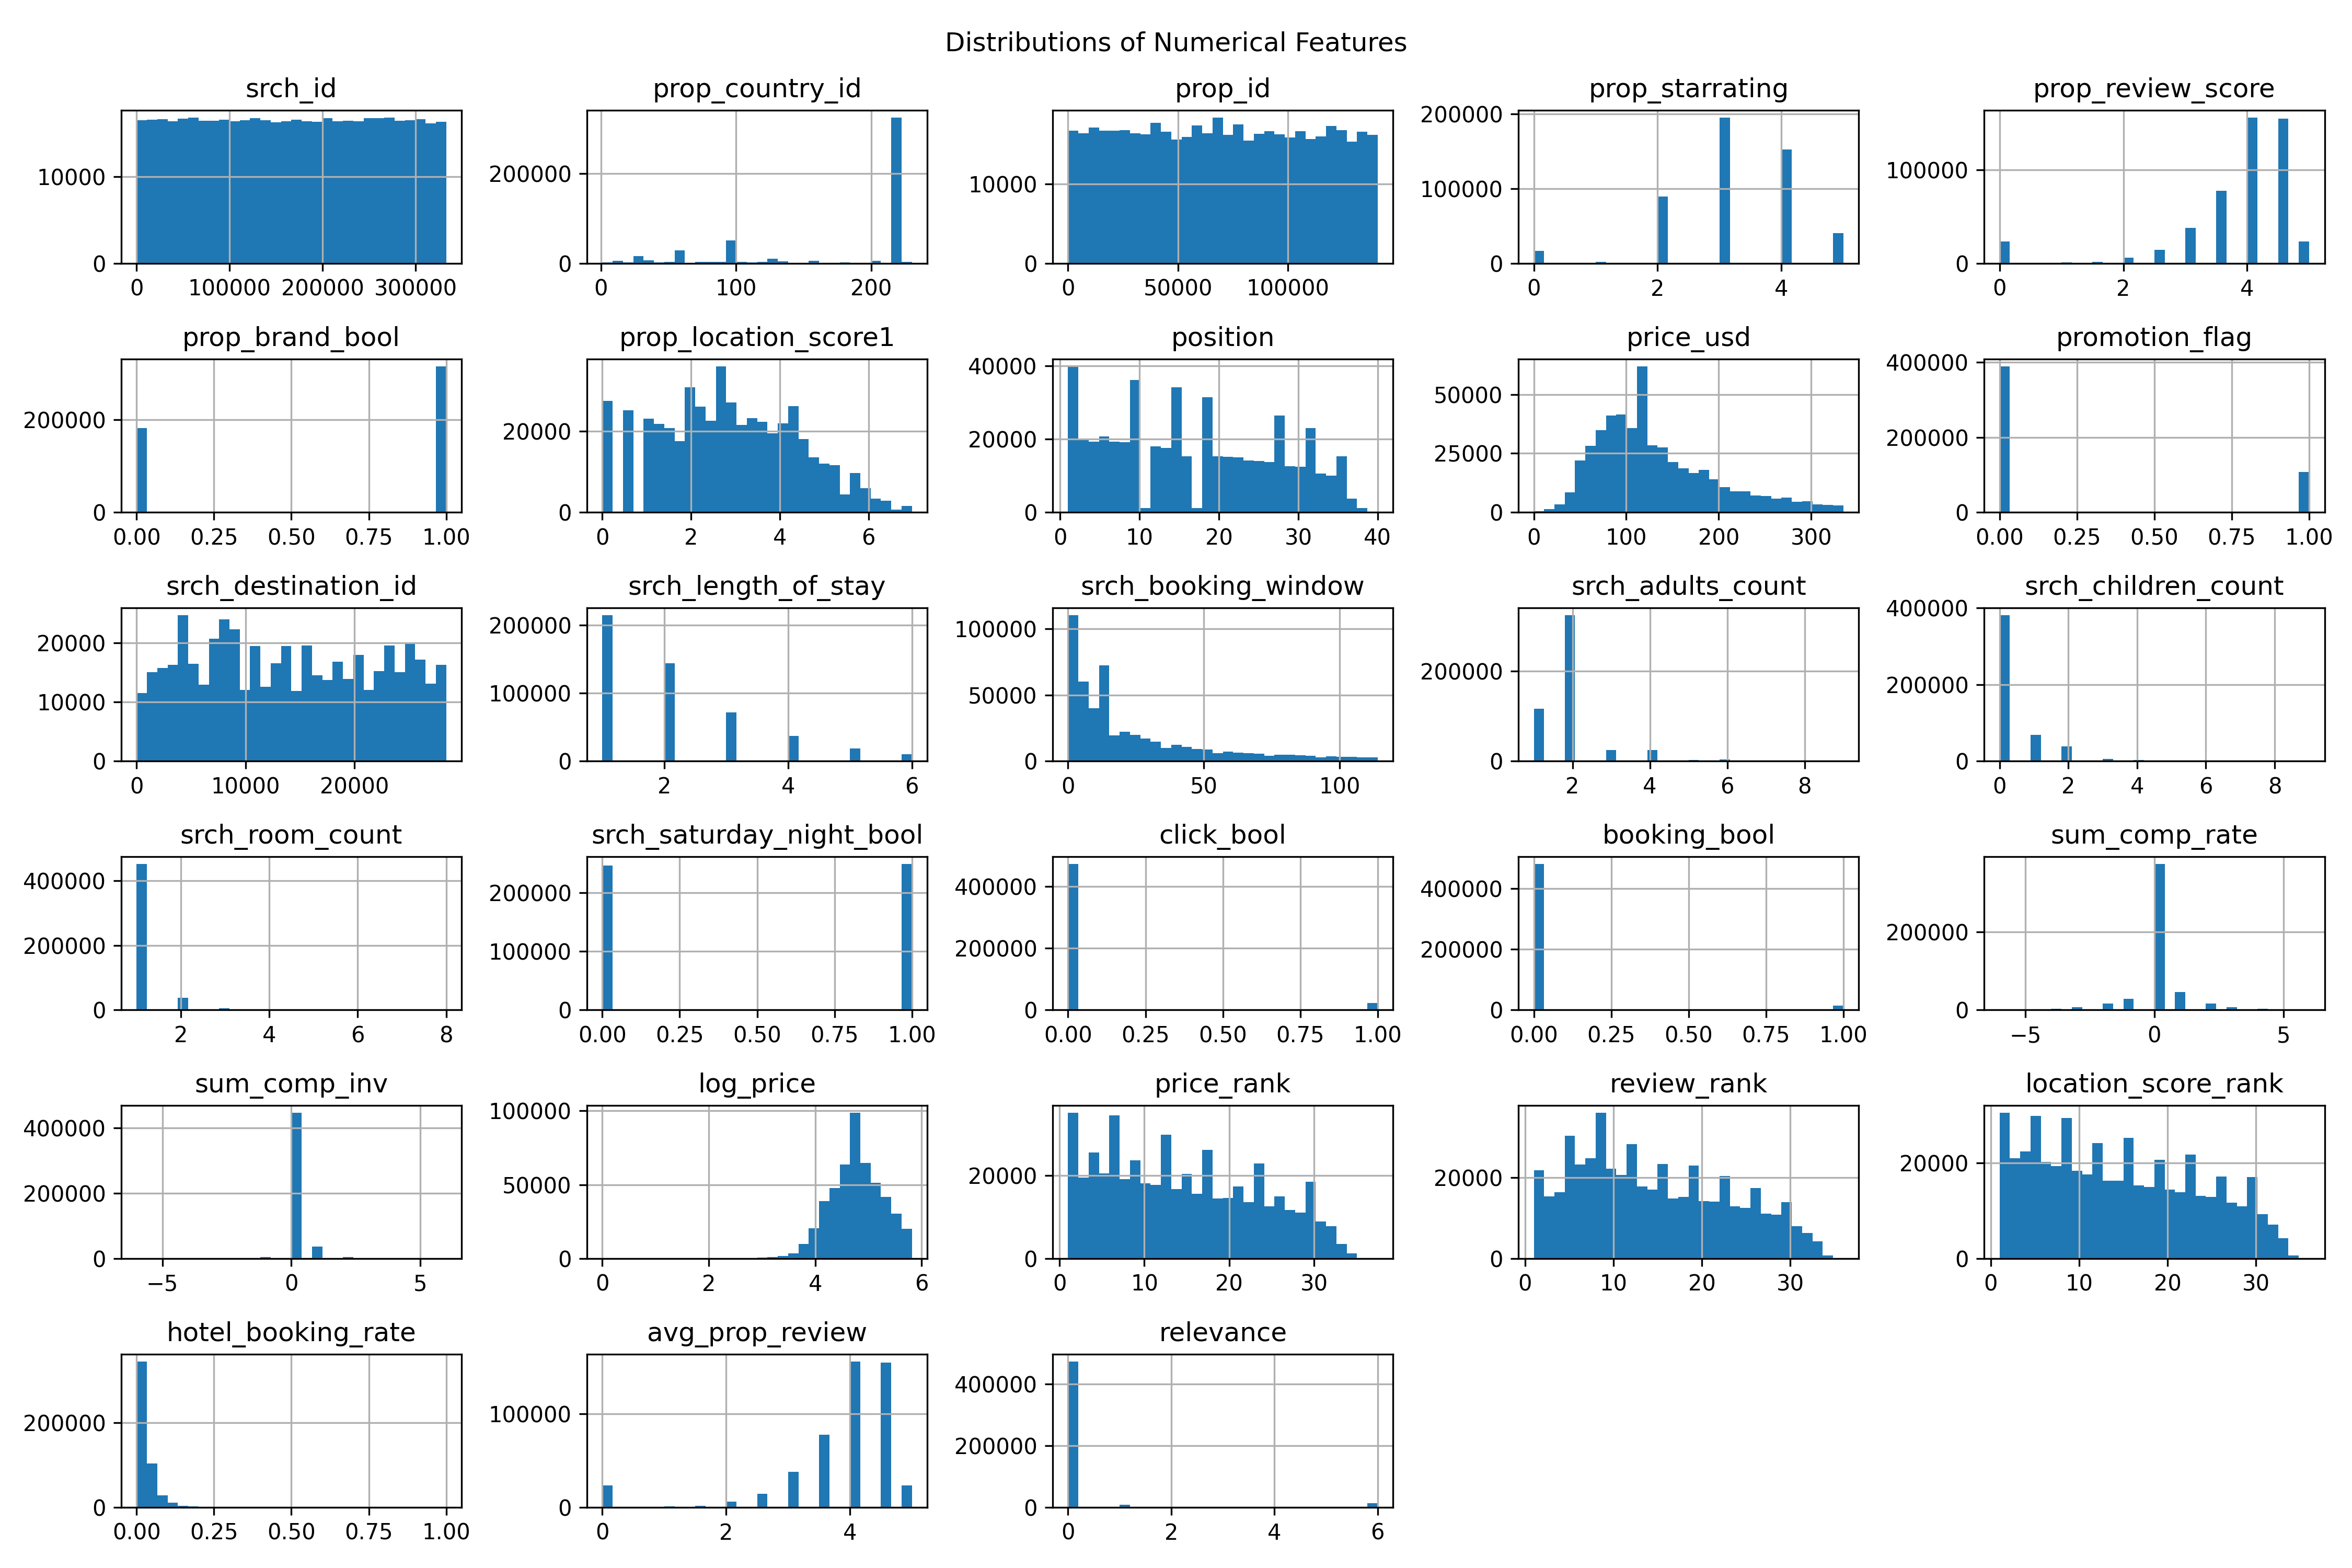 Distributions of Numerical Features
srch_id
10000
0
0 100000 200000 300000
prop_country_id
200000
0
0 100 200
prop_id
10000
0
0 50000 100000
prop_starrating
200000
100000
0
0 2 4
prop_review_score
100000
0
0 2 4
prop_brand_bool
200000
0
0.00 0.25 0.50 0.75 1.00
prop_location_score1
20000
0
0 2 4 6
position
40000
20000
0
0 10 20 30 40
price_usd
50000
25000
0
0 100 200 300
promotion_flag
400000
200000
0
0.00 0.25 0.50 0.75 1.00
srch_destination_id
20000
10000
0
0 10000 20000
srch_length_of_stay
200000
100000
0
2 4 6
srch_booking_window
100000
50000
0
0 50 100
srch_adults_count
200000
0
2 4 6 8
srch_children_count
400000
200000
0
0 2 4 6 8
srch_room_count
400000
200000
0
2 4 6 8
srch_saturday_night_bool
200000
100000
0
0.00 0.25 0.50 0.75 1.00
click_bool
400000
200000
0
0.00 0.25 0.50 0.75 1.00
booking_bool
400000
200000
0
0.00 0.25 0.50 0.75 1.00
sum_comp_rate
200000
0
−5 0 5
sum_comp_inv
400000
200000
0
−5 0 5
log_price
100000
50000
0
0 2 4 6
price_rank
20000
0
0 10 20 30
review_rank
20000
0
0 10 20 30
location_score_rank
20000
0
0 10 20 30
hotel_booking_rate
200000
0
0.00 0.25 0.50 0.75 1.00
avg_prop_review
100000
0
0 2 4
relevance
400000
200000
0
0 2 4 6